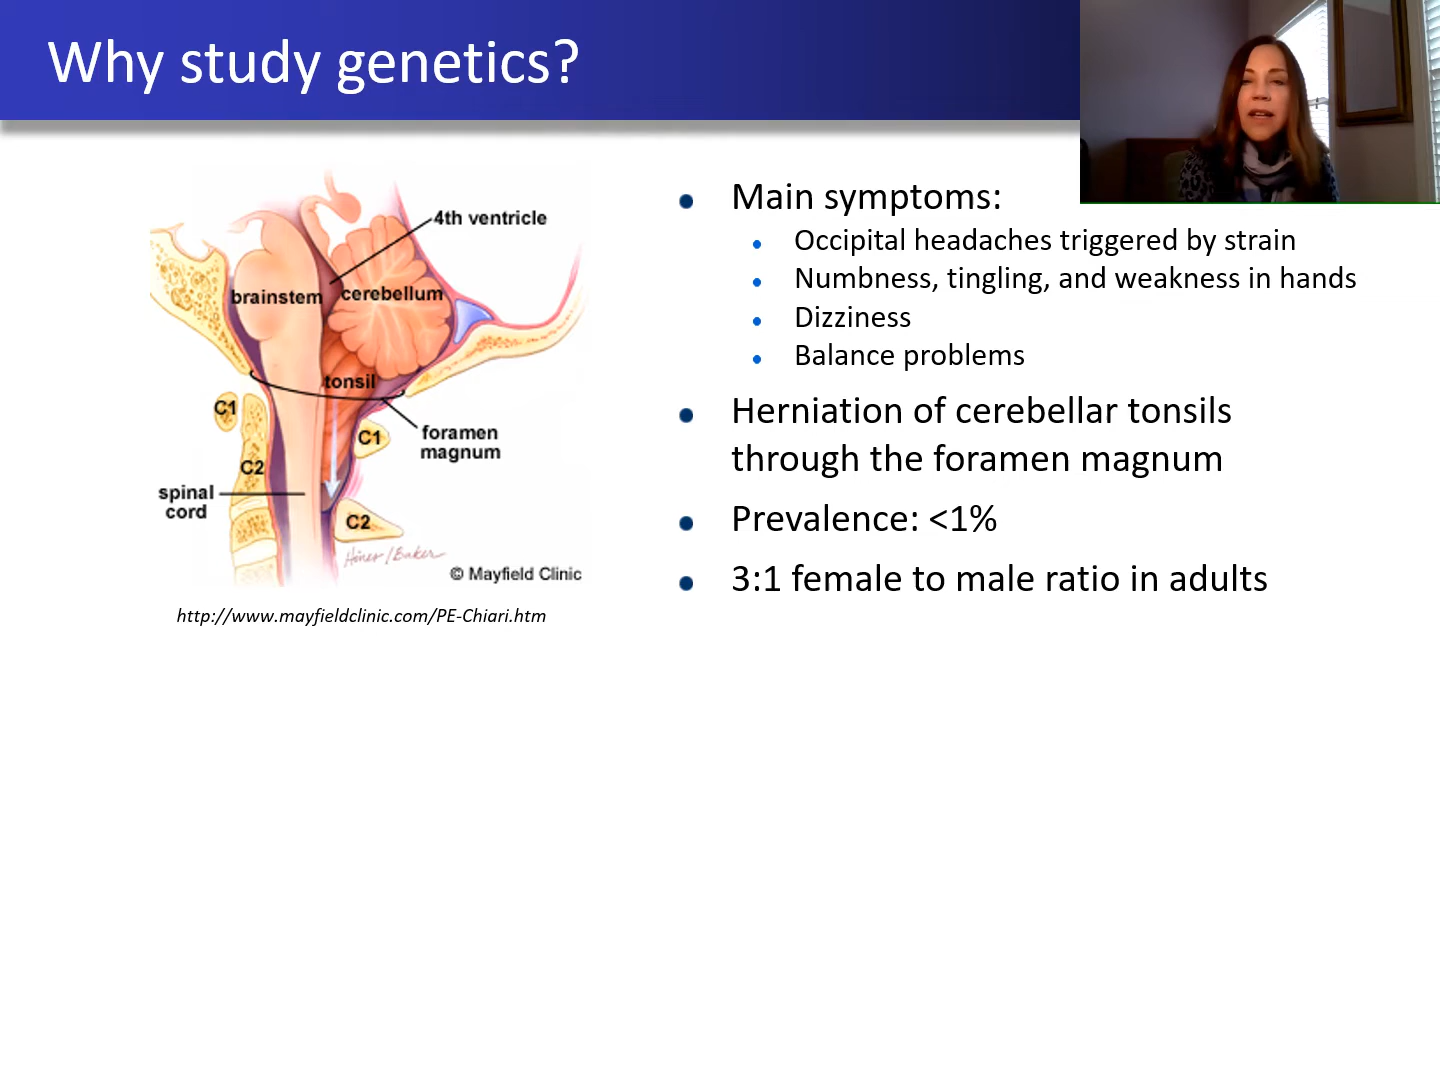 Why study genetics?
4th ventricle
brainstem
cerebellum
tonsil
C1
C1
foramen
magnum
C2
spinal
cord
C2
Hines/Baker
© Mayfield Clinic
http://www.mayfieldclinic.com/PE-Chiari.htm
Main symptoms:
Occipital headaches triggered by strain
Numbness, tingling, and weakness in hands
Dizziness
Balance problems
Herniation of cerebellar tonsils
through the foramen magnum
Prevalence: <1%
3:1 female to male ratio in adults